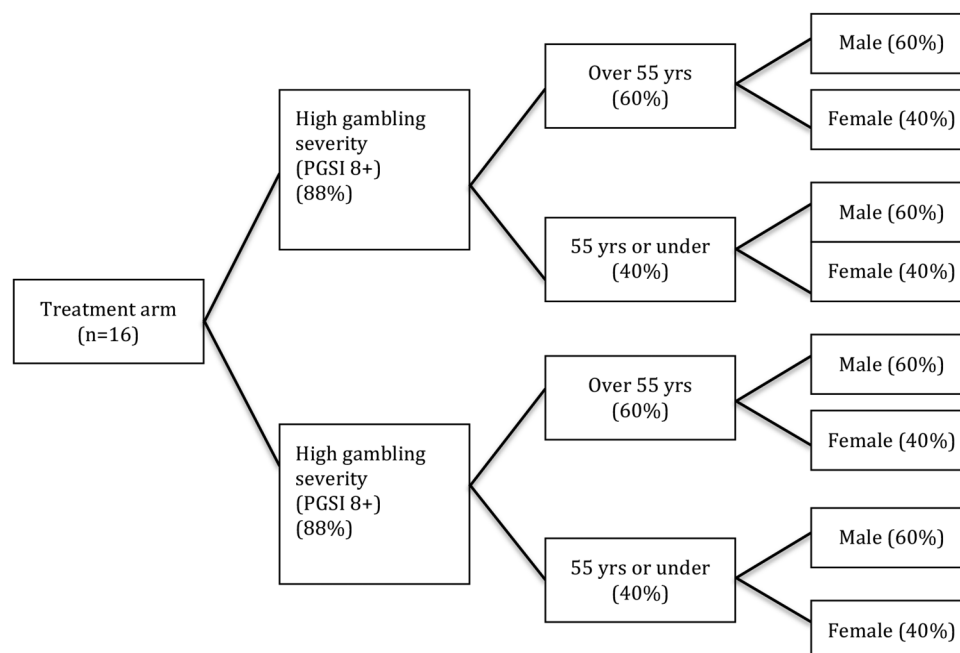 Treatment arm
(n=16)
High gambling
severity
(PGSI 8+)
(88%)
Over 55 yrs
(60%)
Male (60%)
Female (40%)
55 yrs or under
(40%)
Male (60%)
Female (40%)
High gambling
severity
(PGSI 8+)
(88%)
Over 55 yrs
(60%)
Male (60%)
Female (40%)
55 yrs or under
(40%)
Male (60%)
Female (40%)